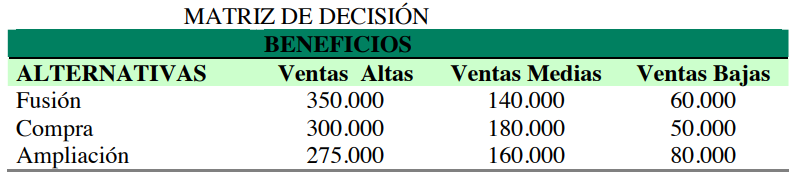 MATRIZ DE DECISIÓN
BENEFICIOS
ALTERNATIVAS Ventas Altas Ventas Medias Ventas Bajas
Fusión 350.000 140.000 60.000
Compra 300.000 180.000 50.000
Ampliación 275.000 160.000 80.000